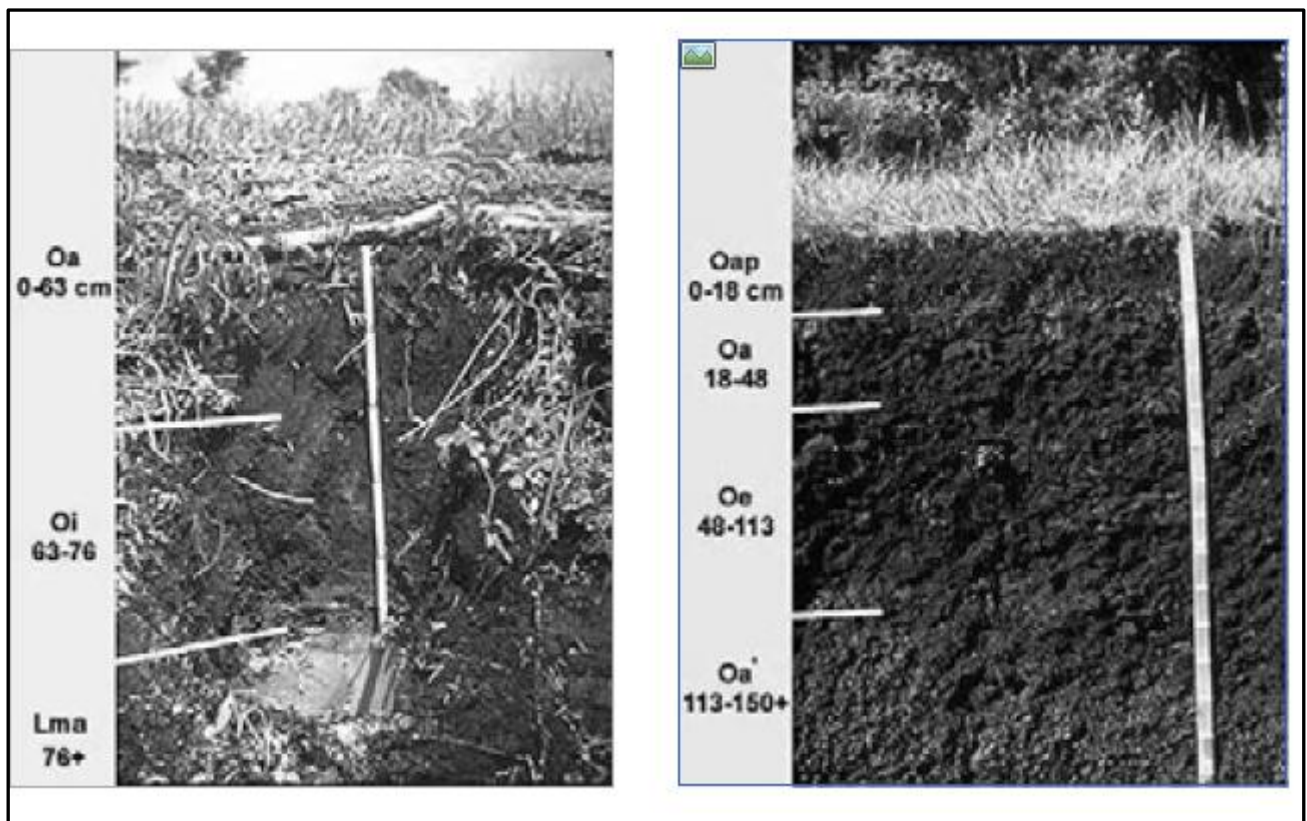 Oa
0-63 cm
Oi
63-76
Lma
76+
Oap
0-18 cm
Oa
18-48
Oe
48-113
Oa'
113-150+